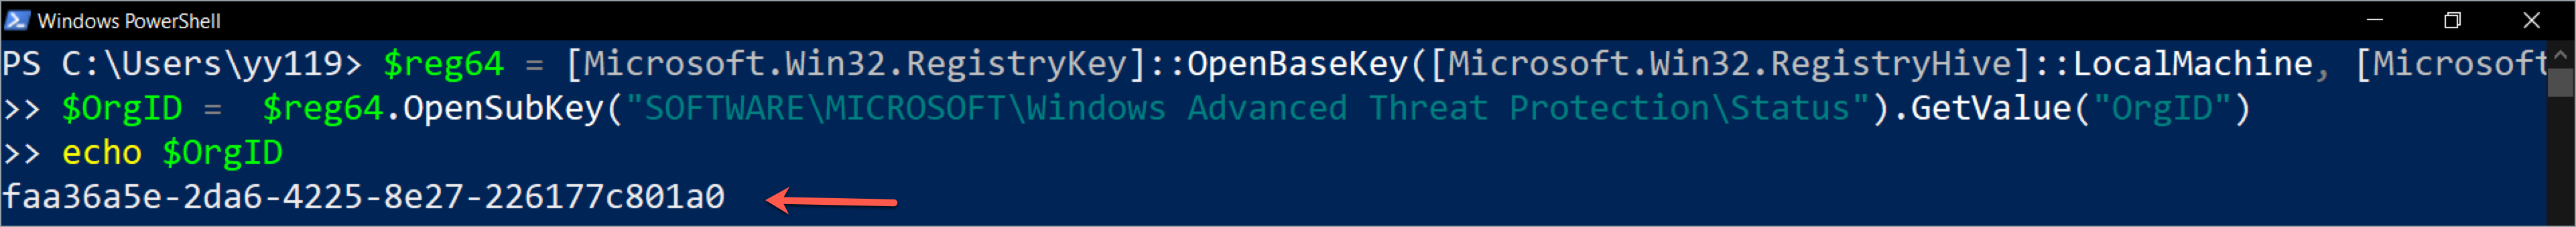 Windows PowerShell
PS C:\Users\yy119> $reg64 = [Microsoft.Win32.RegistryKey]::OpenBaseKey([Microsoft.Win32.RegistryHive]::LocalMachine, [Microsoft
>> $OrgID =  $reg64.OpenSubKey("SOFTWARE\MICROSOFT\Windows Advanced Threat Protection\Status").GetValue("OrgID")
>> echo $OrgID
faa36a5e-2da6-4225-8e27-226177c801a0